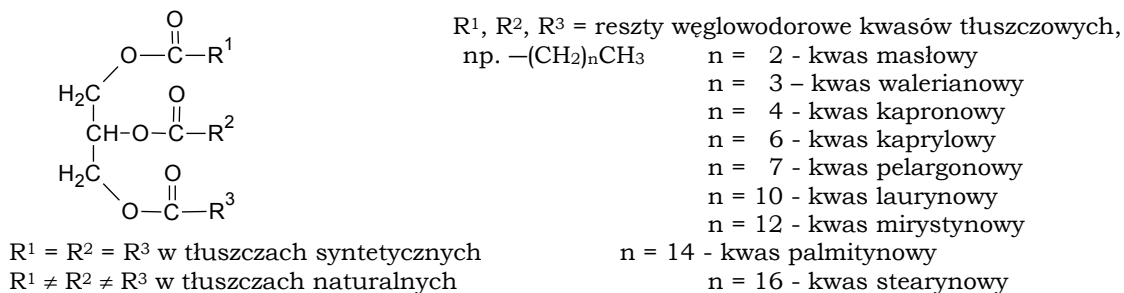 O
O—C—R¹
H₂C O
CH—O—C—R²
H₂C O
O—C—R³
R¹, R², R³ = reszty węglowodorowe kwasów tłuszczowych,
np. —(CH₂)ₙCH₃ n = 2 - kwas masłowy
n = 3 – kwas walerianowy
n = 4 - kwas kapronowy
n = 6 - kwas kaprylowy
n = 7 - kwas pelargonowy
n = 10 - kwas laurynowy
n = 12 - kwas mirystynowy
R¹ = R² = R³ w tłuszczach syntetycznych n = 14 - kwas palmitynowy
R¹ ≠ R² ≠ R³ w tłuszczach naturalnych n = 16 - kwas stearynowy